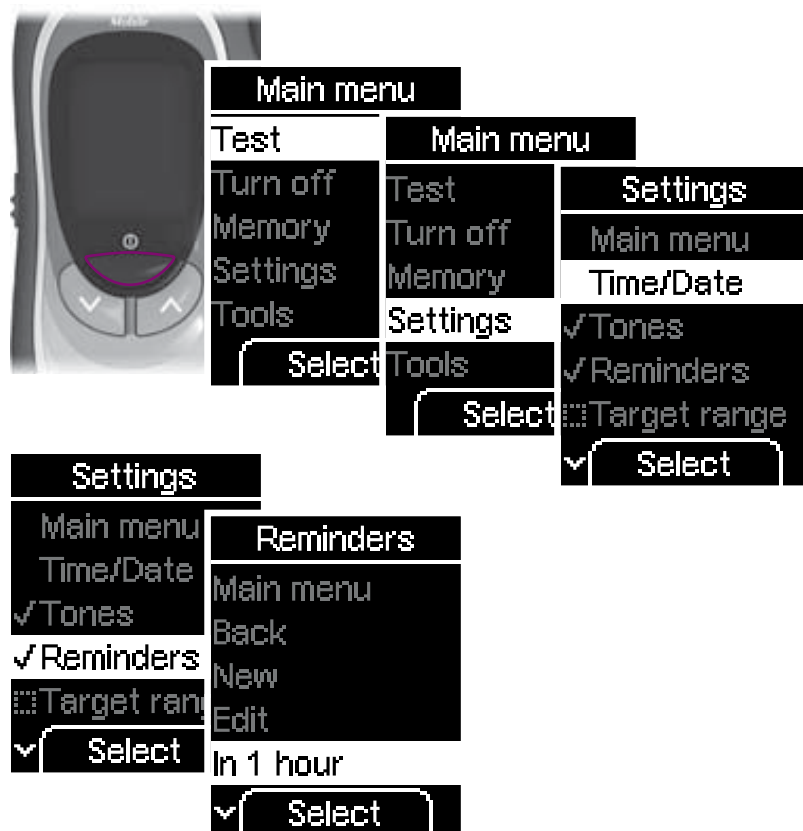 Mobile
Main menu
Test
Turn off
Memory
Settings
Tools
Select
Main menu
Test
Turn off
Memory
Settings
Tools
Select
Settings
Main menu
Time/Date
✓Tones
✓Reminders
Target range
Select
Settings
Main menu
Time/Date
✓Tones
✓Reminders
Target ran
Select
Reminders
Main menu
Back
New
Edit
In 1 hour
Select